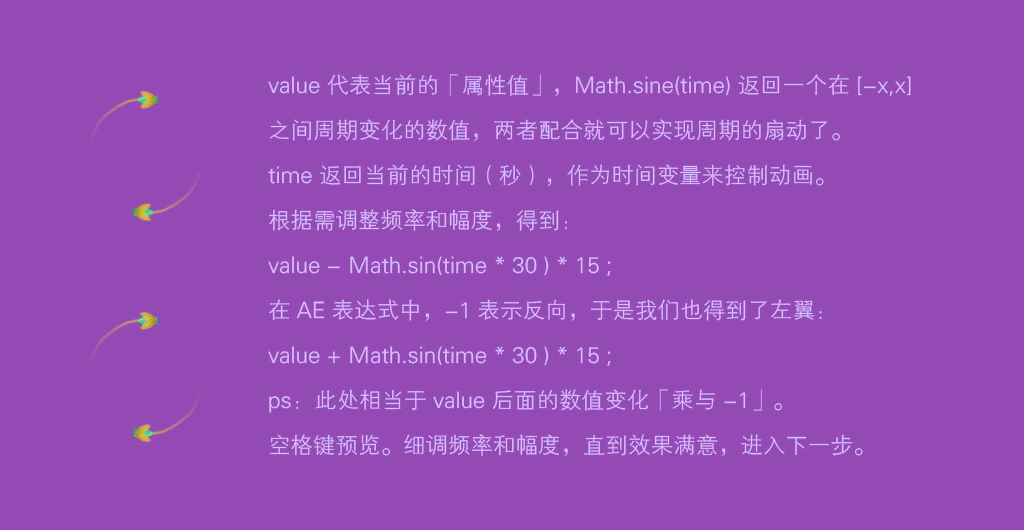 value 代表当前的「属性值」，Math.sine(time) 返回一个在 [-x,x]
之间周期变化的数值，两者配合就可以实现周期的扇动了。
time 返回当前的时间（秒），作为时间变量来控制动画。
根据需调整频率和幅度，得到：
value - Math.sin(time * 30 ) * 15 ;
在 AE 表达式中，-1 表示反向，于是我们也得到了左翼：
value + Math.sin(time * 30 ) * 15 ;
ps：此处相当于 value 后面的数值变化「乘与 -1」。
空格键预览。细调频率和幅度，直到效果满意，进入下一步。